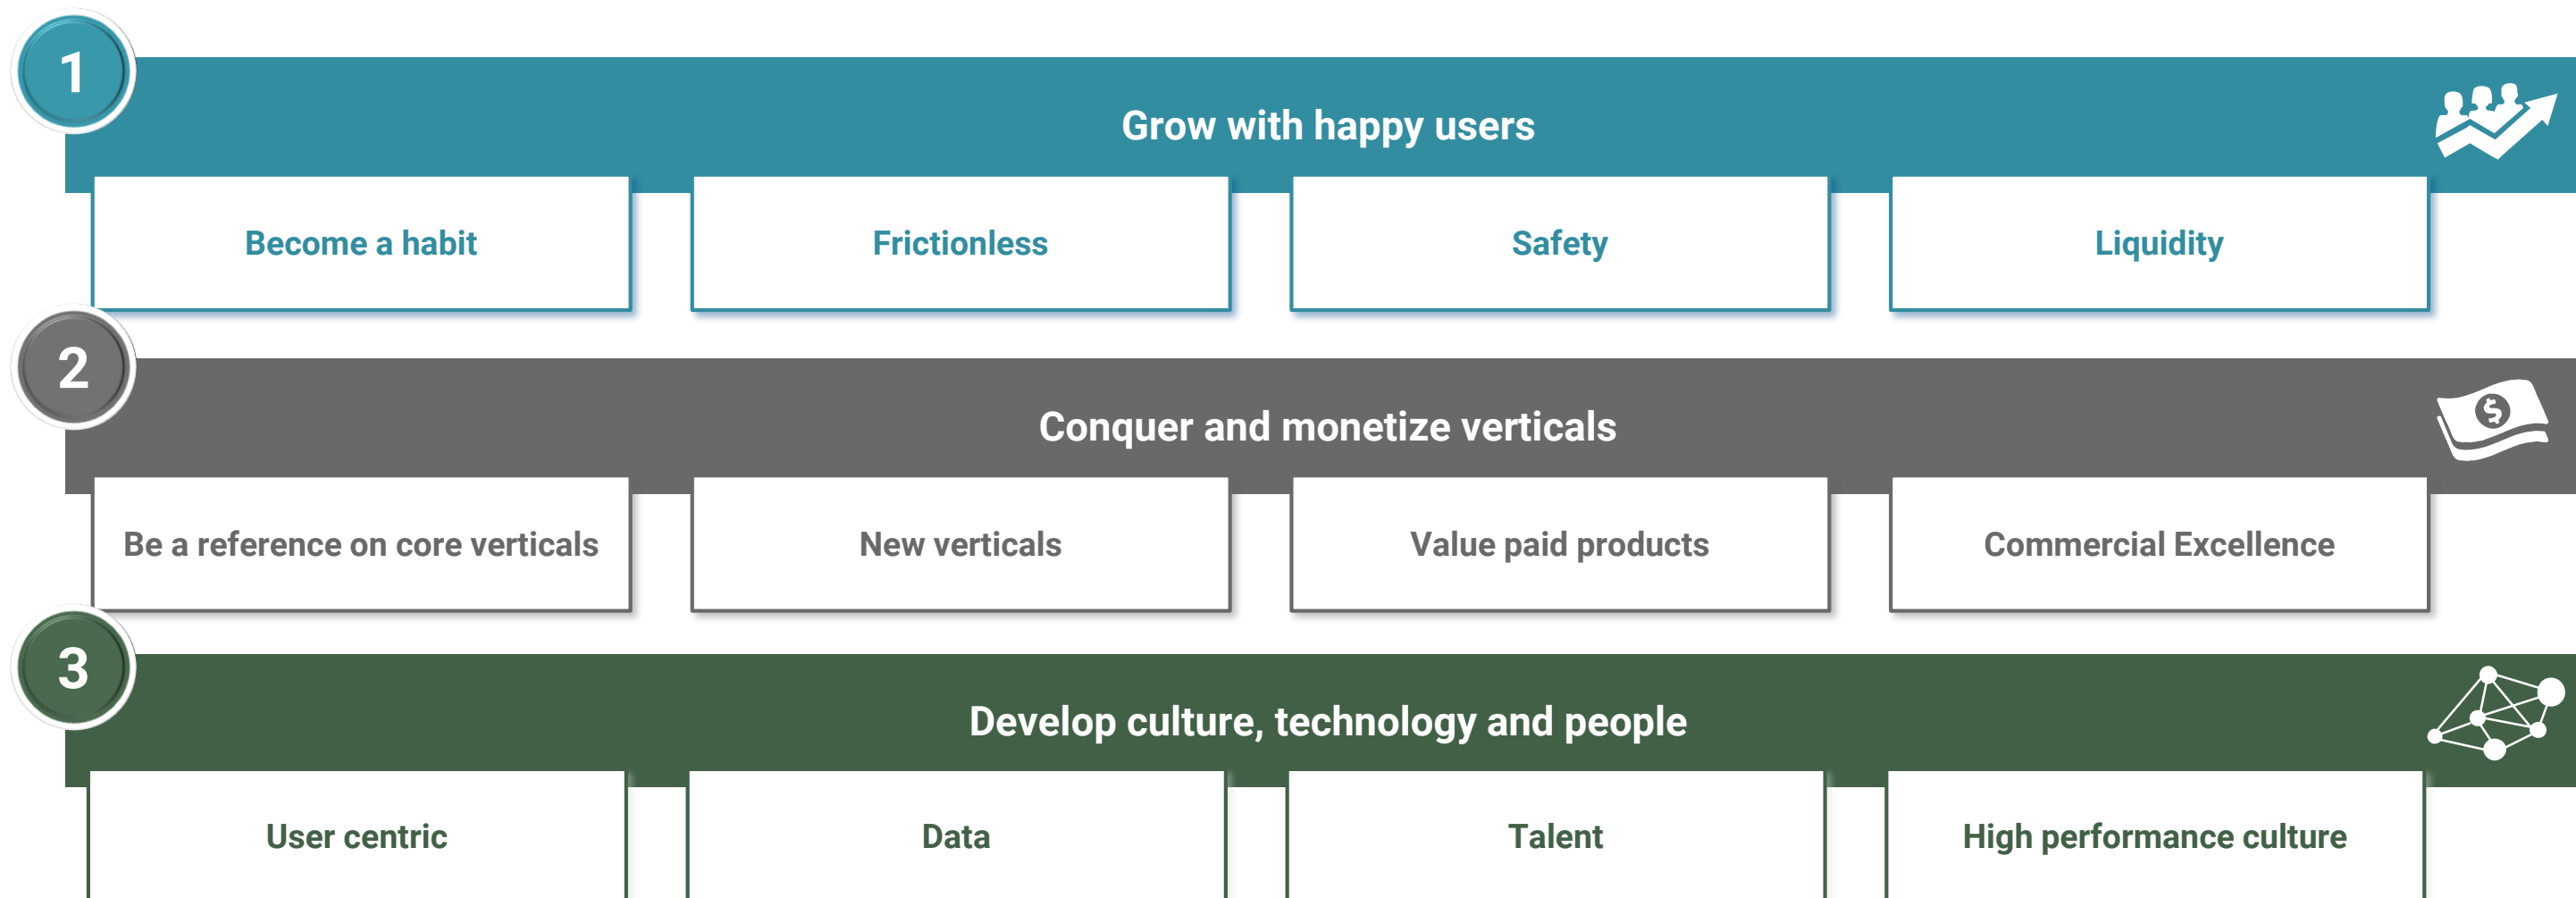 1
Grow with happy users
Become a habit
Frictionless
Safety
Liquidity
2
Conquer and monetize verticals
$
Be a reference on core verticals
New verticals
Value paid products
Commercial Excellence
3
Develop culture, technology and people
User centric
Data
Talent
High performance culture